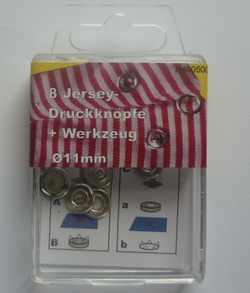 8 Jersey-
Druckknöpfe
+ Werkzeug
Ø11mm
A
B
C
a
b